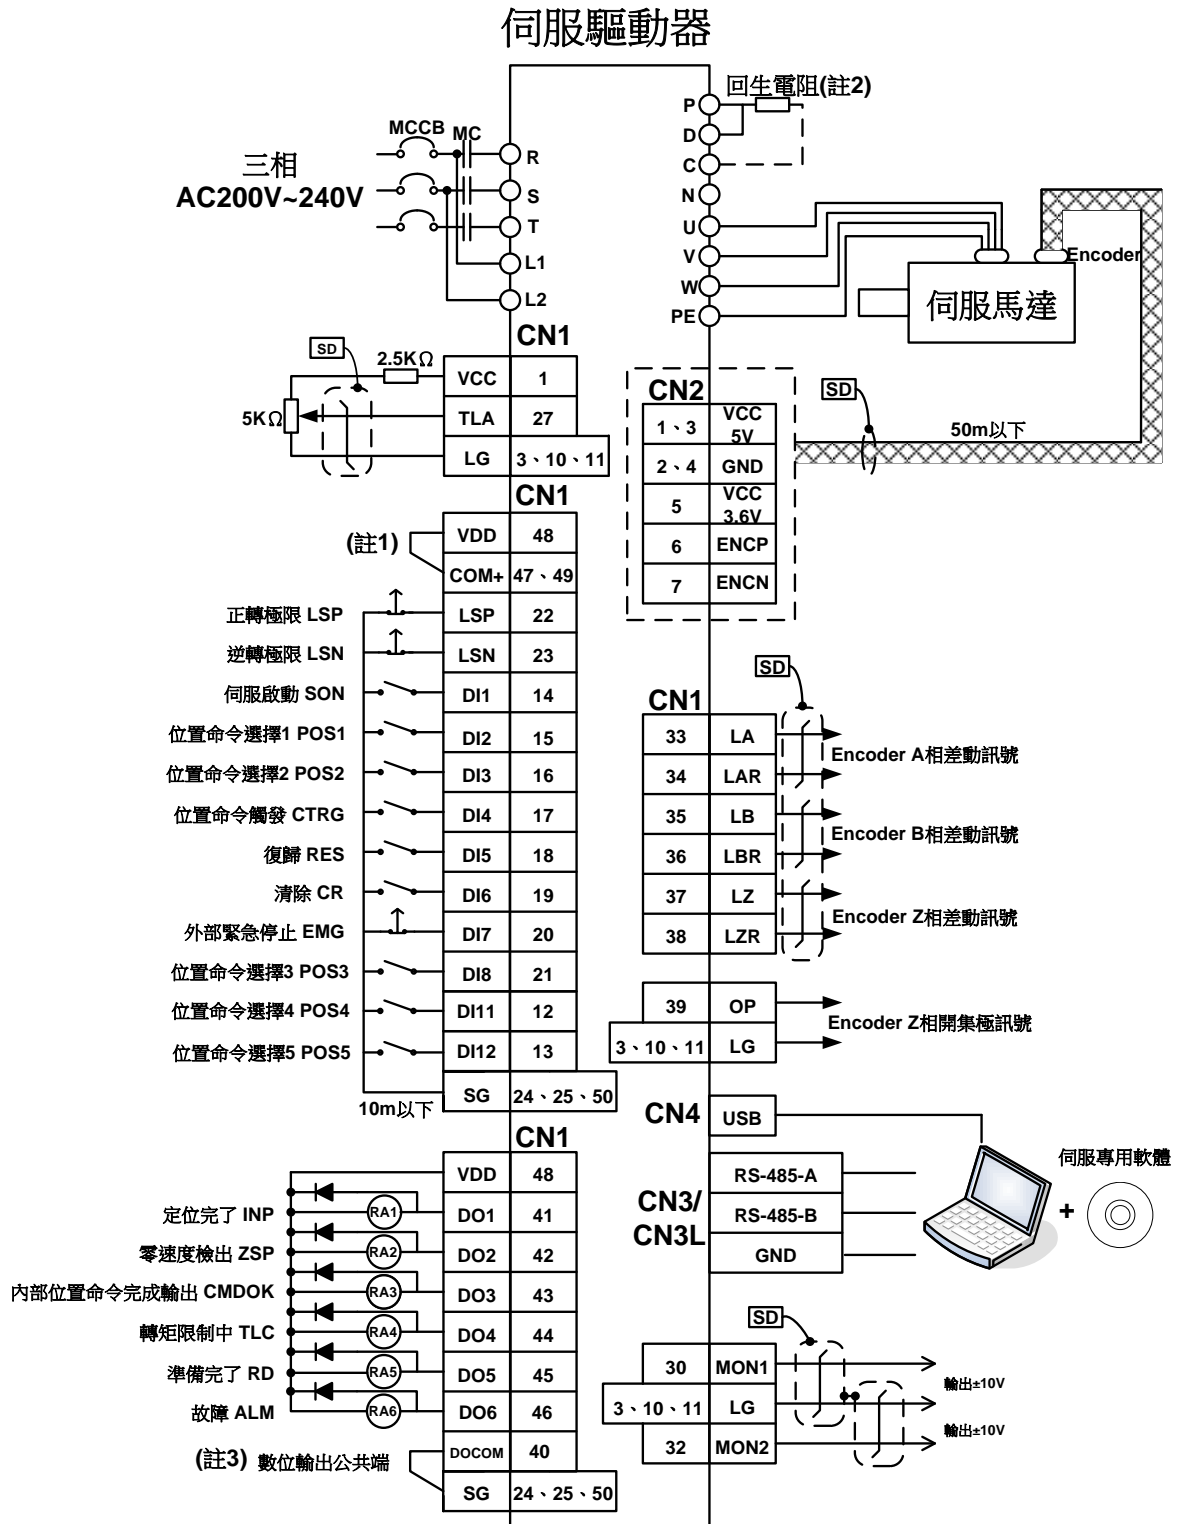 伺服驅動器
三相
AC200V~240V
MCCB
MC
R
S
T
L1
L2
P
D
C
N
U
V
W
PE
回生電阻(註2)
Encoder
伺服馬達
50m以下
SD
CN1
SD
2.5KΩ
5KΩ
VCC 1
TLA 27
LG 3、10、11
CN2
1、3 VCC 5V
2、4 GND
5 VCC 3.6V
6 ENCP
7 ENCN
CN1
(註1)
VDD 48
COM+ 47、49
正轉極限 LSP LSP 22
逆轉極限 LSN LSN 23
伺服啟動 SON DI1 14
位置命令選擇1 POS1 DI2 15
位置命令選擇2 POS2 DI3 16
位置命令觸發 CTRG DI4 17
復歸 RES DI5 18
清除 CR DI6 19
外部緊急停止 EMG DI7 20
位置命令選擇3 POS3 DI8 21
位置命令選擇4 POS4 DI11 12
位置命令選擇5 POS5 DI12 13
SG 24、25、50
10m以下
CN1
SD
33 LA
34 LAR
Encoder A相差動訊號
35 LB
36 LBR
Encoder B相差動訊號
37 LZ
38 LZR
Encoder Z相差動訊號
39 OP
3、10、11 LG
Encoder Z相開集極訊號
CN4 USB
CN3/
CN3L
RS-485-A
RS-485-B
GND
伺服專用軟體
+
CN1
VDD 48
定位完了 INP RA1 DO1 41
零速度檢出 ZSP RA2 DO2 42
內部位置命令完成輸出 CMDOK RA3 DO3 43
轉矩限制中 TLC RA4 DO4 44
準備完了 RD RA5 DO5 45
故障 ALM RA6 DO6 46
(註3) 數位輸出公共端 DOCOM 40
SG 24、25、50
SD
30 MON1
3、10、11 LG
32 MON2
輸出±10V
輸出±10V